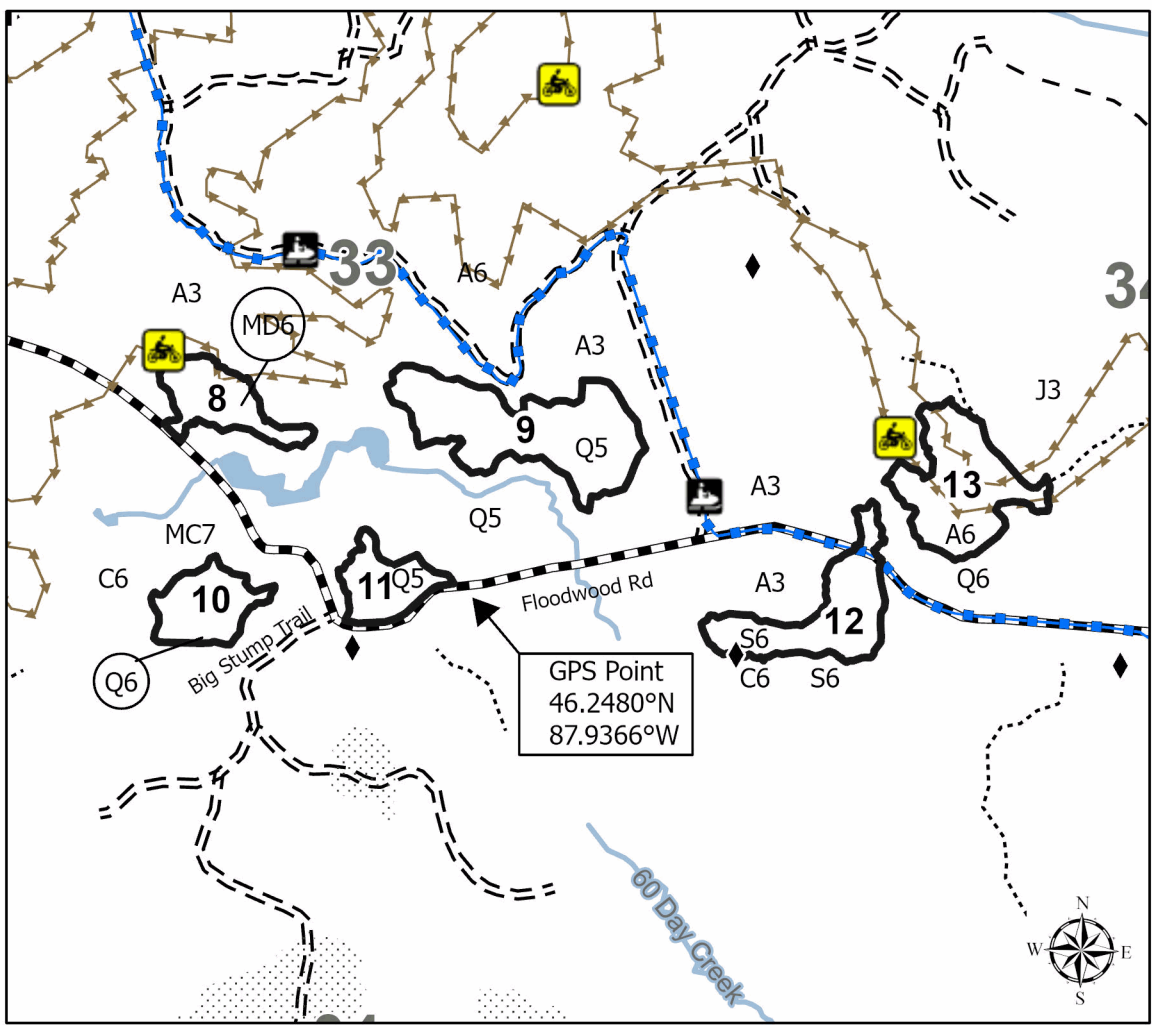 33
A6
34
A3
MD6
A3
8
J3
9
Q5
13
A3
Q5
MC7
A6
C6
Q5
11
10
A3
Q6
Floodwood Rd
12
Big Stump Trail
S6
Q6
C6
S6
GPS Point
46.2480°N
87.9366°W
60 Day Creek
N
W
E
S